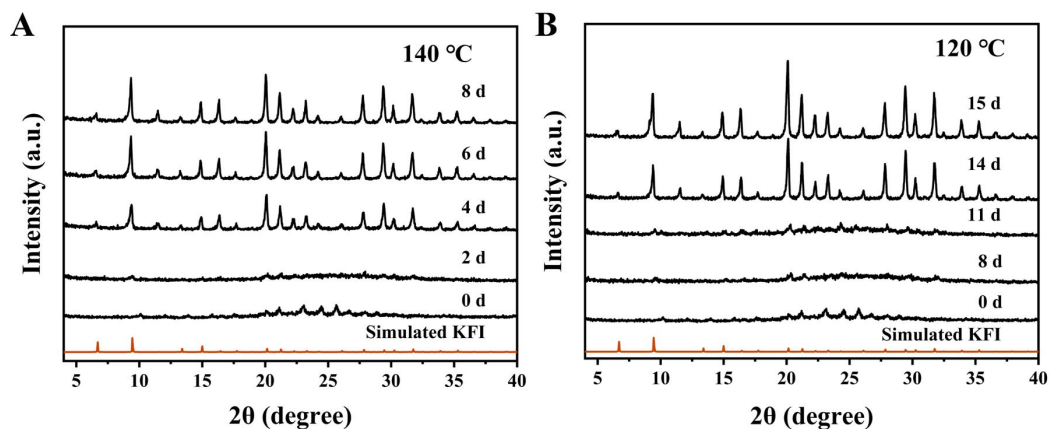 A
140 °C
8 d
6 d
4 d
2 d
0 d
Simulated KFI
5 10 15 20 25 30 35 40
2θ (degree)
Intensity (a.u.)
B
120 °C
15 d
14 d
11 d
8 d
0 d
Simulated KFI
5 10 15 20 25 30 35 40
2θ (degree)
Intensity (a.u.)